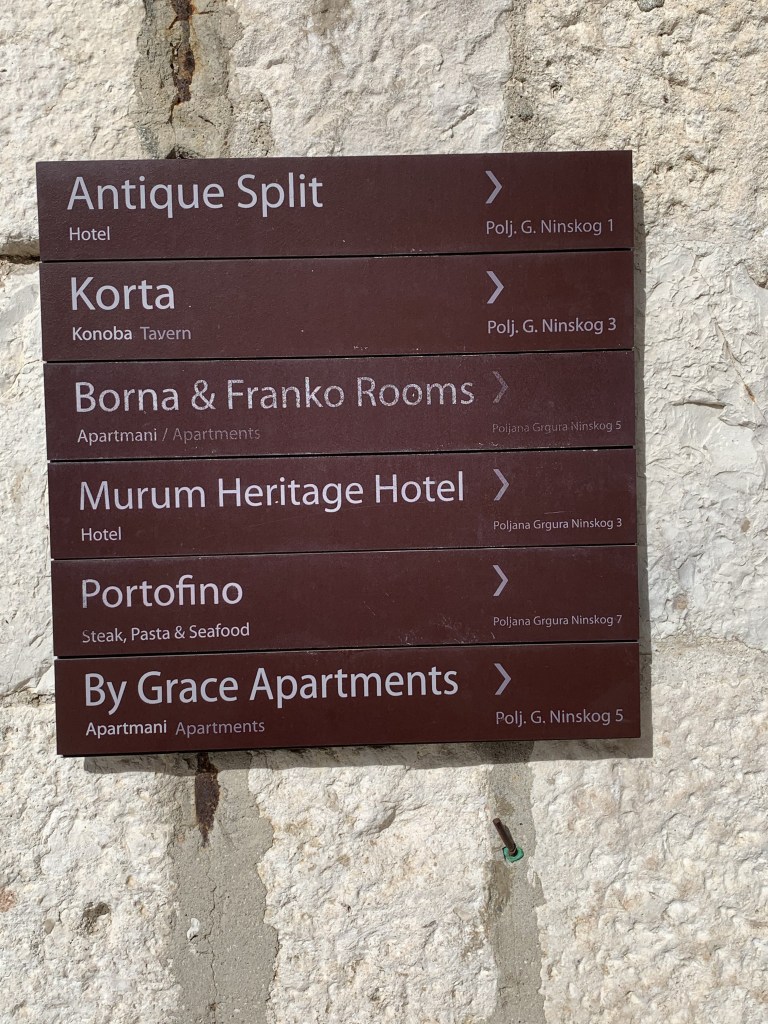 Antique Split
Hotel
Polj. G. Ninskog 1
Korta
Konoba Tavern
Polj. G. Ninskog 3
Borna & Franko Rooms
Apartmani / Apartments
Poljana Grgura Ninskog 5
Murum Heritage Hotel
Hotel
Poljana Grgura Ninskog 3
Portofino
Steak, Pasta & Seafood
Poljana Grgura Ninskog 7
By Grace Apartments
Apartmani Apartments
Polj. G. Ninskog 5